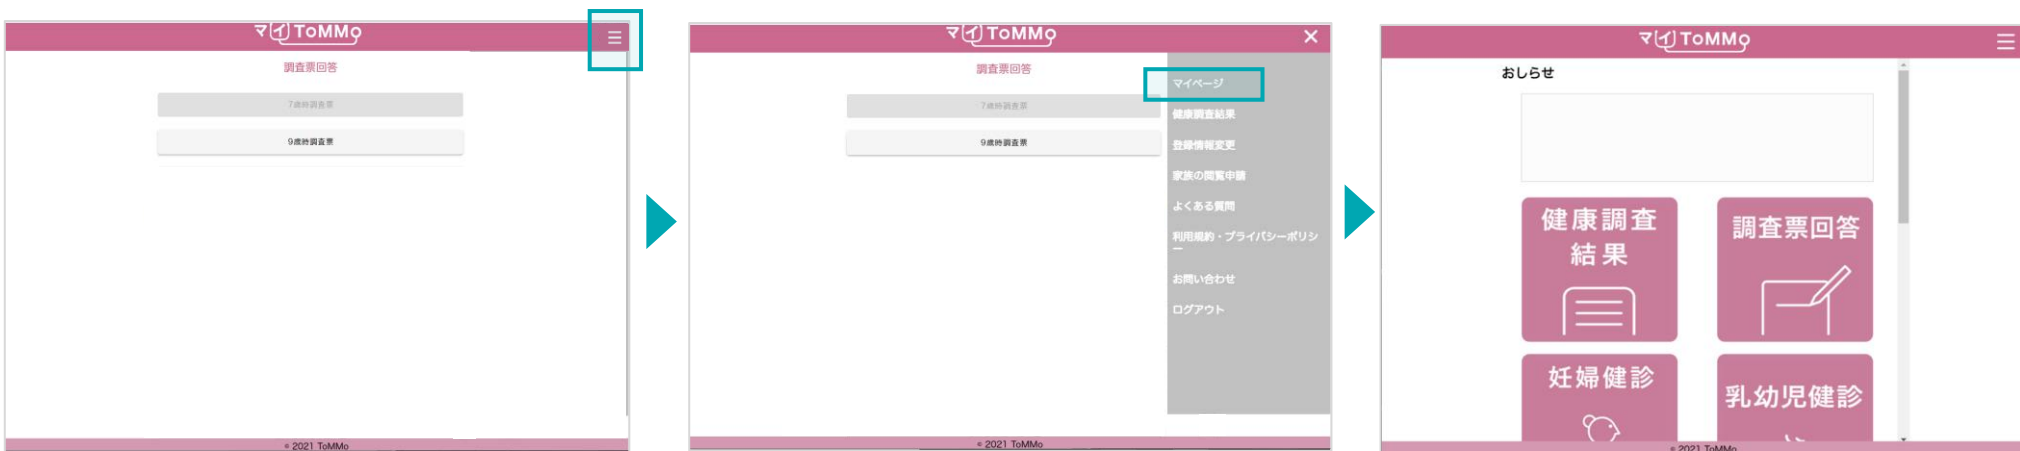 マイToMMo
調査票回答
7歳時調査票
9歳時調査票
© 2021 ToMMo
マイToMMo
調査票回答
7歳時調査票
9歳時調査票
マイページ
健康調査結果
登録情報変更
家族の閲覧申請
よくある質問
利用規約・プライバシーポリシ
ー
お問い合わせ
ログアウト
© 2021 ToMMo
マイToMMo
おしらせ
健康調査
結果
調査票回答
妊婦健診
乳幼児健診
© 2021 ToMMo